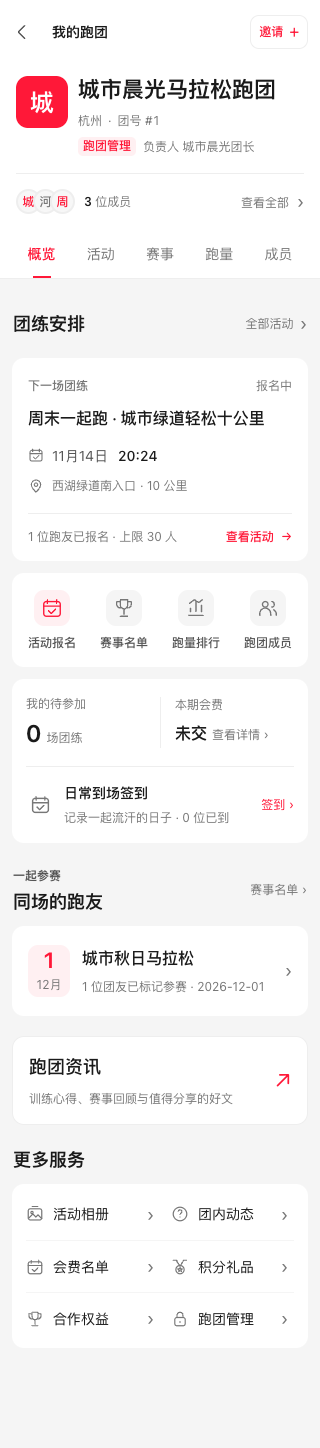 我的跑团
邀请 +
城
城市晨光马拉松跑团
杭州 · 团号 #1
跑团管理 负责人 城市晨光团长
城 河 周 3 位成员
查看全部 ›
概览 活动 赛事 跑量 成员
团练安排
全部活动 ›
下一场团练
报名中
周末一起跑 · 城市绿道轻松十公里
11月14日 20:24
西湖绿道南入口 · 10 公里
1 位跑友已报名 · 上限 30 人
查看活动 →
活动报名 赛事名单 跑量排行 跑团成员
我的待参加
0 场团练
本期会费
未交 查看详情 ›
日常到场签到
记录一起流汗的日子 · 0 位已到
签到 ›
一起参赛
同场的跑友
赛事名单 ›
1
12月
城市秋日马拉松
1 位团友已标记参赛 · 2026-12-01
›
跑团资讯
训练心得、赛事回顾与值得分享的好文
更多服务
活动相册 › 团内动态 ›
会费名单 › 积分礼品 ›
合作权益 › 跑团管理 ›